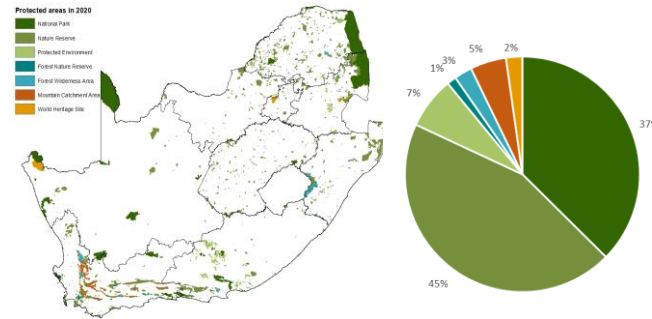 Protected areas in 2020
National Park
Nature Reserve
Protected Environment
Forest Nature Reserve
Forest Wilderness Area
Mountain Catchment Area
World Heritage Site
37%
45%
7%
1%
3%
5%
2%